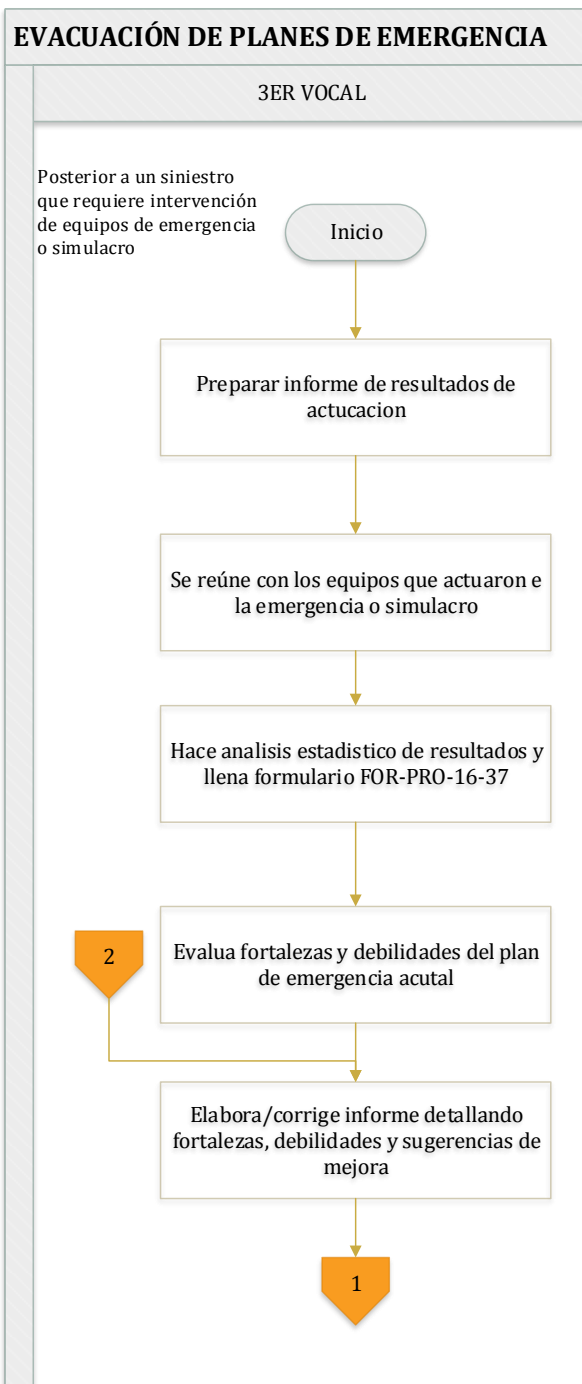 EVACUACIÓN DE PLANES DE EMERGENCIA
3ER VOCAL
Posterior a un siniestro
que requiere intervención
de equipos de emergencia
o simulacro
Inicio
Preparar informe de resultados de
actucacion
Se reúne con los equipos que actuaron e
la emergencia o simulacro
Hace analisis estadistico de resultados y
llena formulario FOR-PRO-16-37
2
Evalua fortalezas y debilidades del plan
de emergencia acutal
Elabora/corrige informe detallando
fortalezas, debilidades y sugerencias de
mejora
1